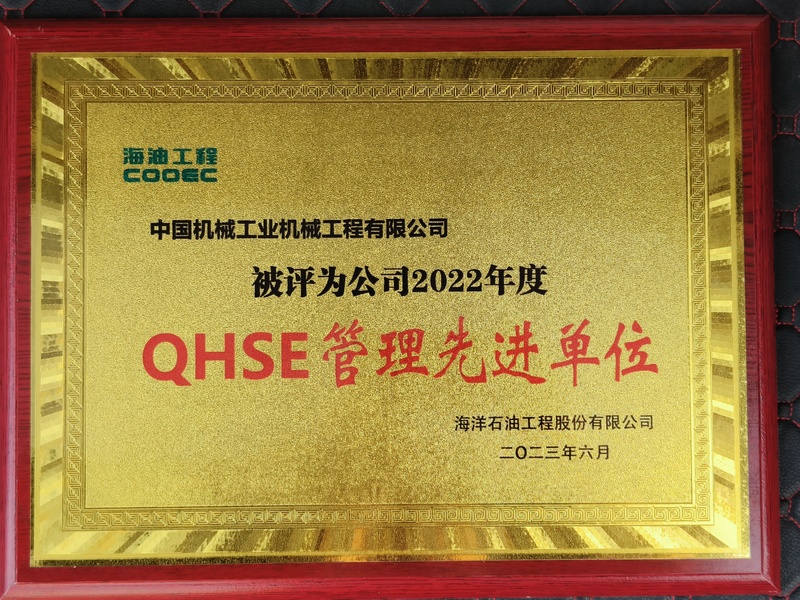 海油工程
COOEC
中国机械工业机械工程有限公司
被评为公司2022年度
QHSE管理先进单位
海洋石油工程股份有限公司
二〇二三年六月